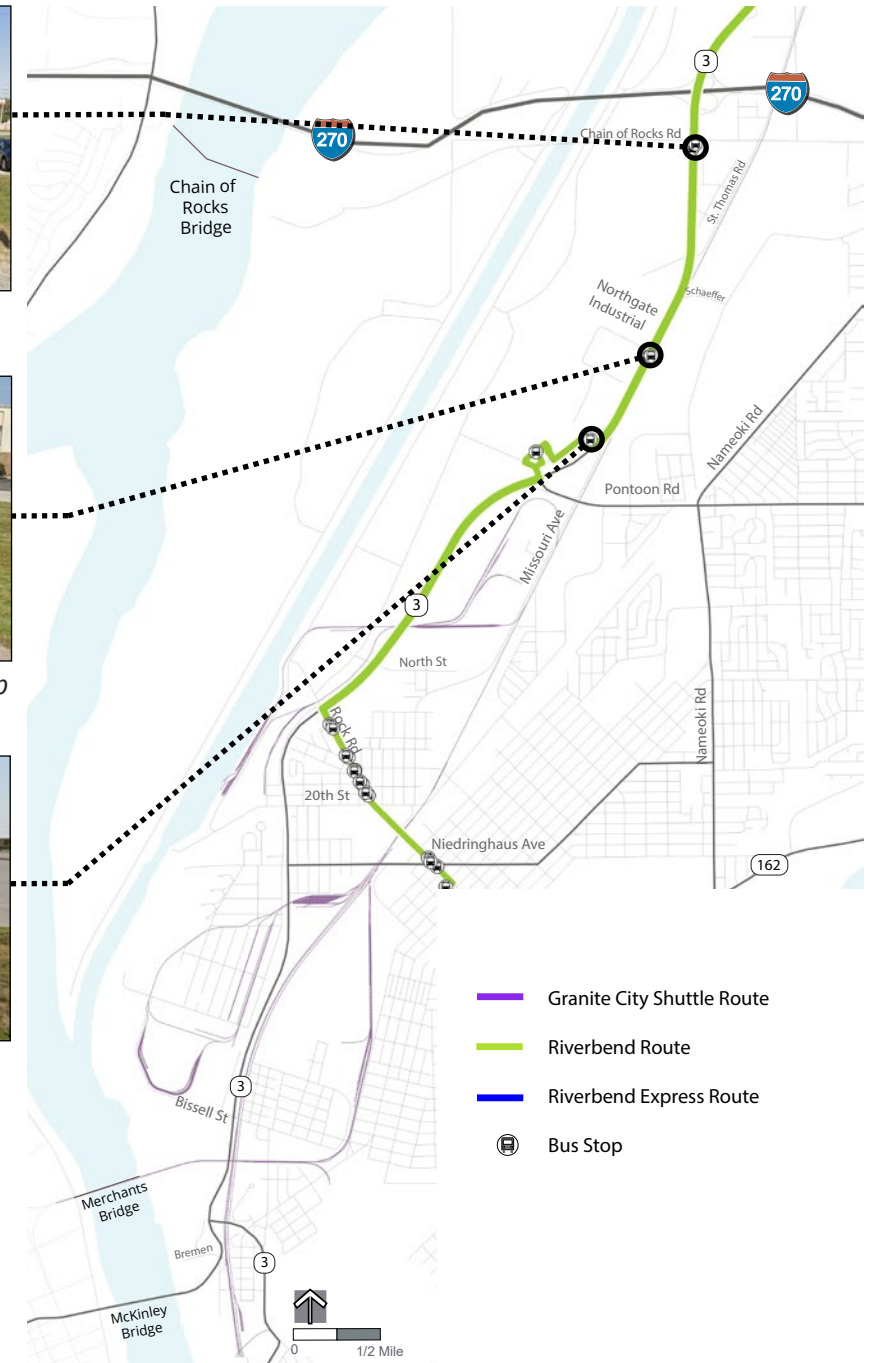 3
270
270
Chain of Rocks Rd
Chain of
Rocks
Bridge
St. Thomas Rd
Northgate
Industrial
Schaeffer
Nameoki Rd
Pontoon Rd
Missouri Ave
3
North St
Rock Rd
Nameoki Rd
20th St
Niedringhaus Ave
162
Granite City Shuttle Route
Riverbend Route
Riverbend Express Route
Bus Stop
3
Bissell St
Merchants
Bridge
Bremen
3
McKinley
Bridge
0
1/2 Mile